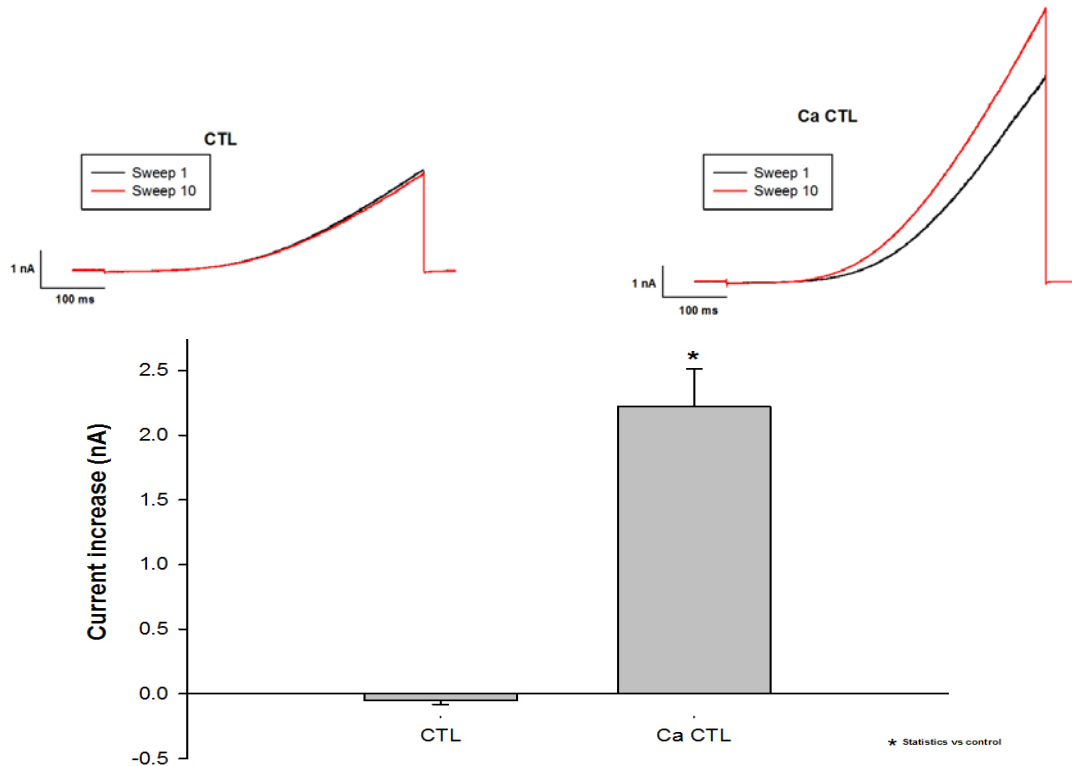 CTL
Sweep 1
Sweep 10
1 nA
100 ms
Ca CTL
Sweep 1
Sweep 10
1 nA
100 ms
Current increase (nA)
2.5
2.0
1.5
1.0
0.5
0.0
-0.5
*
CTL
Ca CTL
* Statistics vs control